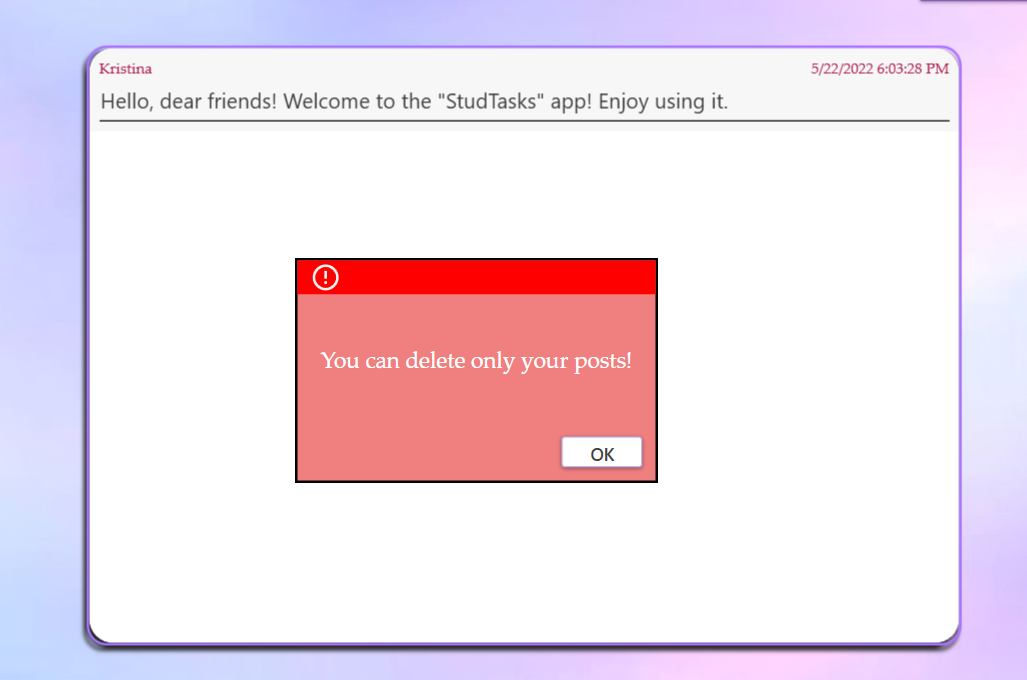 Kristina
5/22/2022 6:03:28 PM
Hello, dear friends! Welcome to the "StudTasks" app! Enjoy using it.
You can delete only your posts!
OK